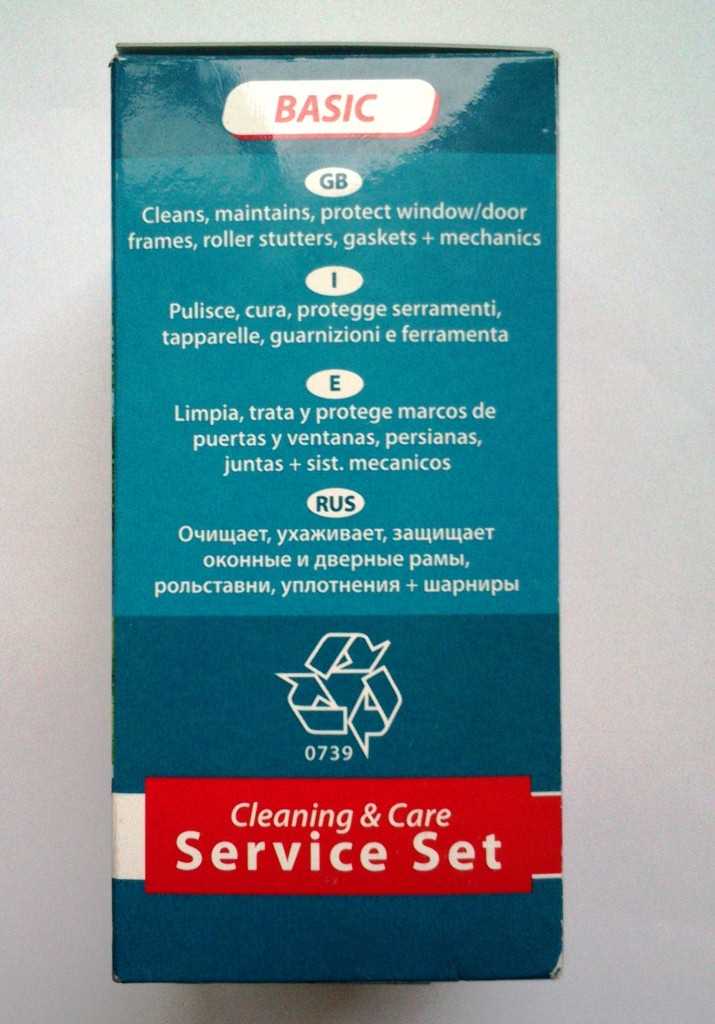 BASIC
GB
Cleans, maintains, protect window/door
frames, roller stutters, gaskets + mechanics
I
Pulisce, cura, protegge serramenti,
tapparelle, guarnizioni e ferramenta
E
Limpia, trata y protege marcos de
puertas y ventanas, persianas,
juntas + sist. mecanicos
RUS
Очищает, ухаживает, защищает
оконные и дверные рамы,
рольставни, уплотнения + шарниры
0739
Cleaning & Care
Service Set